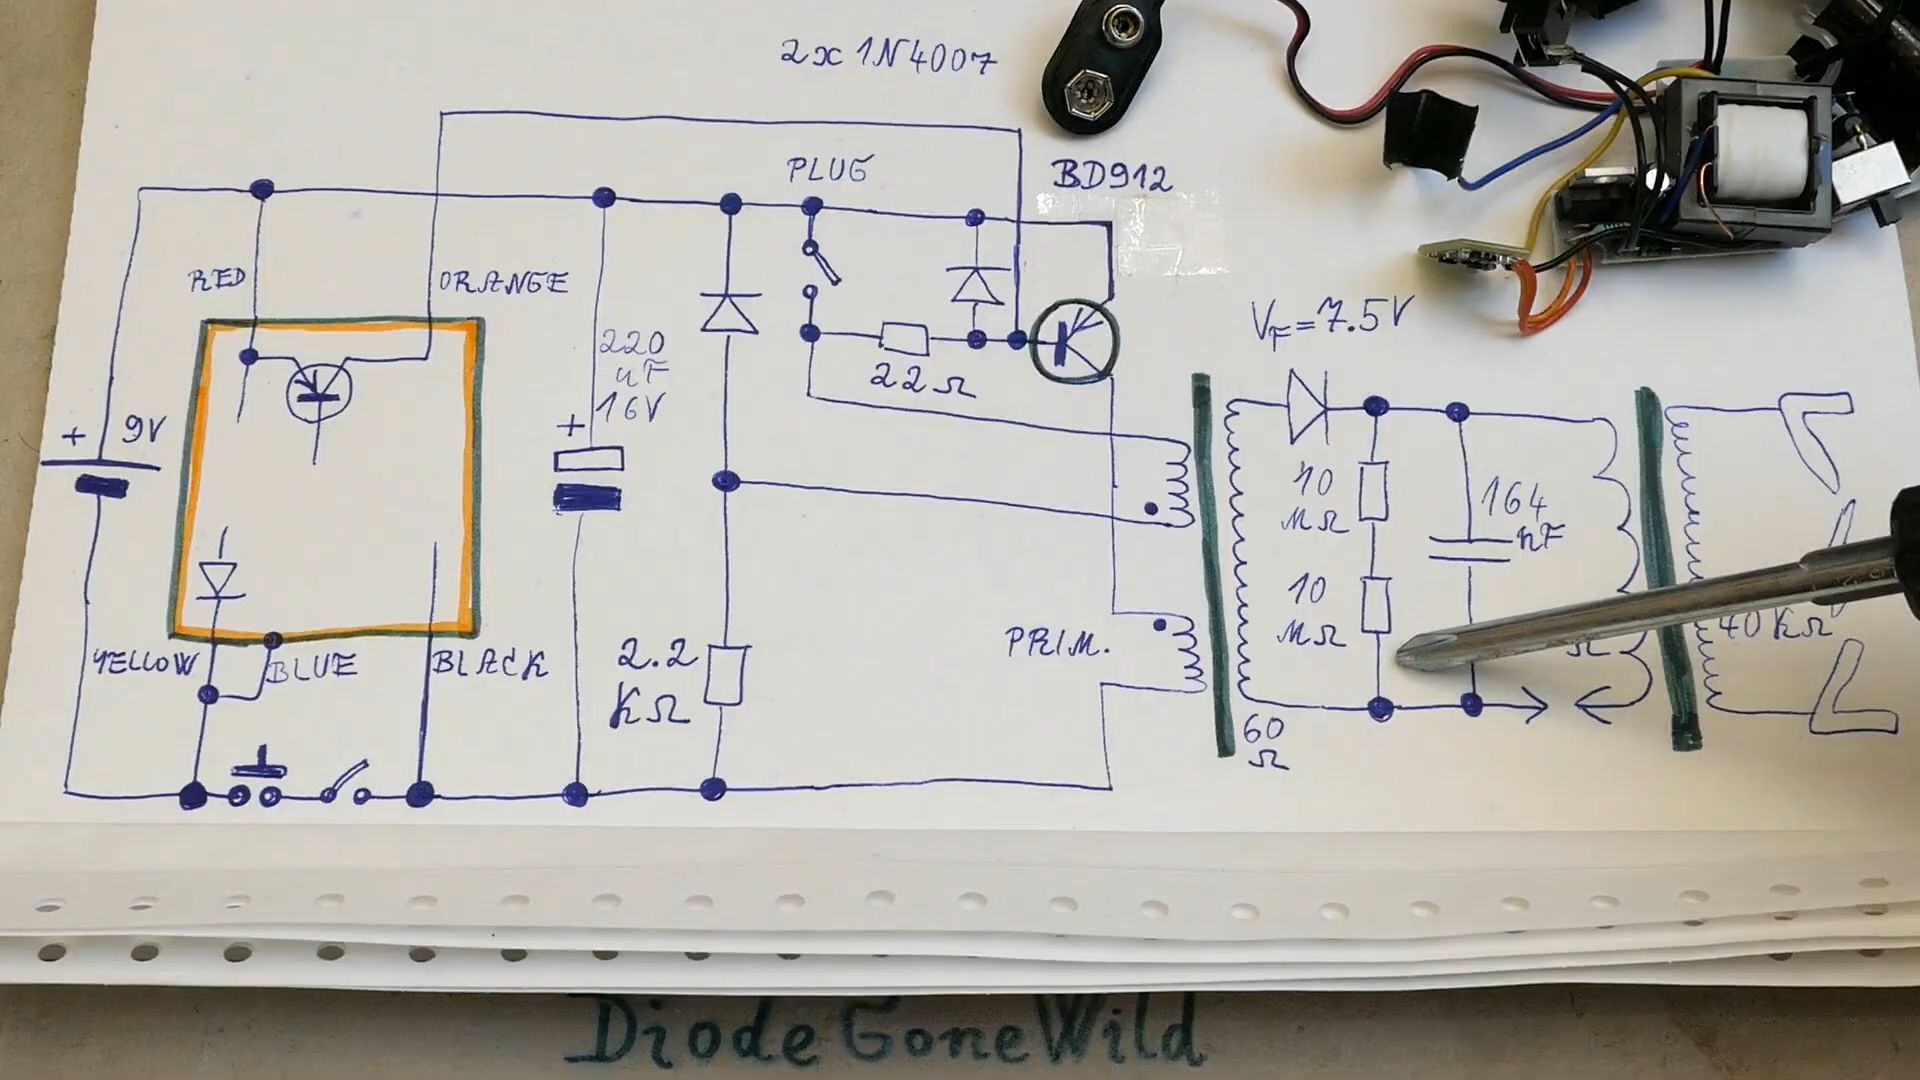 2x 1N4007
PLUG
BD912
RED
ORANGE
VF=7.5V
220
uF
16V
+
22Ω
+
9V
10
MΩ
164
nF
10
MΩ
40kΩ
Ω
YELLOW
BLUE
BLACK
2.2
kΩ
PRIM.
60
Ω
DiodeGoneWild